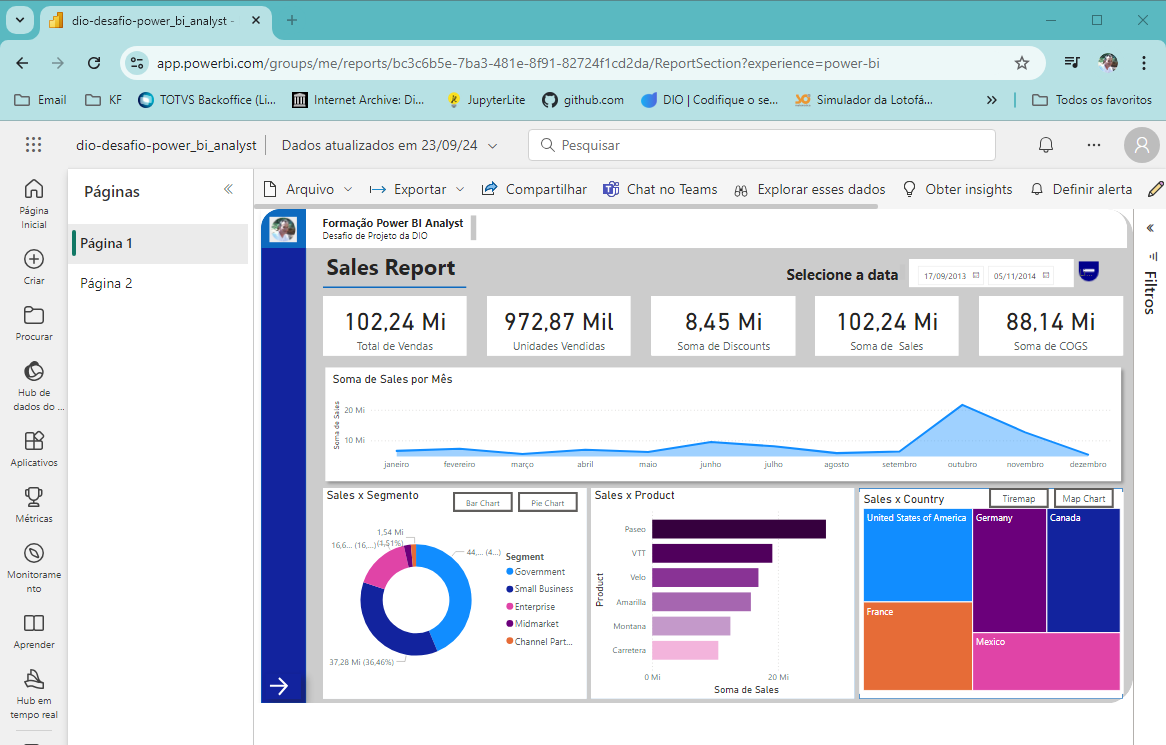 dio-desafio-power_bi_analyst -
app.powerbi.com/groups/me/reports/bc3c6b5e-7ba3-481e-8f91-82724f1cd2da/ReportSection?experience=power-bi
Email
KF
TOTVS Backoffice (Li...
Internet Archive: Di...
JupyterLite
github.com
DIO | Codifique o se...
Simulador da Lotofá...
Todos os favoritos
dio-desafio-power_bi_analyst
Dados atualizados em 23/09/24
Pesquisar
Página
Inicial
Criar
Procurar
Hub de
dados do ...
Aplicativos
Métricas
Monitorame
nto
Aprender
Hub em
tempo real
Páginas
Página 1
Página 2
Arquivo
Exportar
Compartilhar
Chat no Teams
Explorar esses dados
Obter insights
Definir alerta
Formação Power BI Analyst
Desafio de Projeto da DIO
Sales Report
Selecione a data
17/09/2013
05/11/2014
Filtros
102,24 Mi
Total de Vendas
972,87 Mil
Unidades Vendidas
8,45 Mi
Soma de Discounts
102,24 Mi
Soma de Sales
88,14 Mi
Soma de COGS
Soma de Sales por Mês
Soma de Sales
20 Mi
10 Mi
janeiro
fevereiro
março
abril
maio
junho
julho
agosto
setembro
outubro
novembro
dezembro
Sales x Segmento
Bar Chart
Pie Chart
1,54 Mi
(1,51%)
16,6... (16,...)
44,... (4...)
37,28 Mi (36,46%)
Segment
Government
Small Business
Enterprise
Midmarket
Channel Part...
Sales x Product
Product
Paseo
VTT
Velo
Amarilla
Montana
Carretera
0 Mi
20 Mi
Soma de Sales
Sales x Country
Tiremap
Map Chart
United States of America
Germany
Canada
France
Mexico